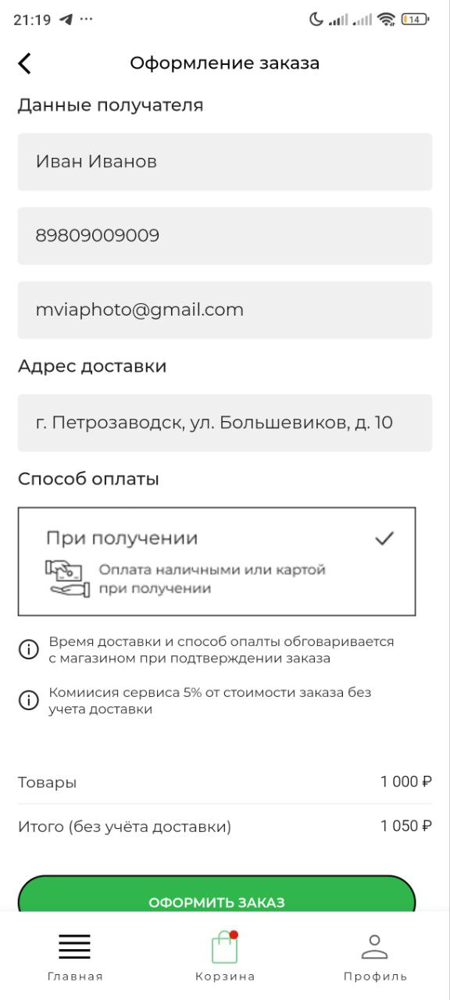 21:19
14
Оформление заказа
Данные получателя
Иван Иванов
89809009009
mviaphoto@gmail.com
Адрес доставки
г. Петрозаводск, ул. Большевиков, д. 10
Способ оплаты
При получении
Оплата наличными или картой
при получении
Время доставки и способ опалты обговаривается
с магазином при подтверждении заказа
Комиисия сервиса 5% от стоимости заказа без
учета доставки
Товары 1 000 ₽
Итого (без учёта доставки) 1 050 ₽
ОФОРМИТЬ ЗАКАЗ
Главная Корзина Профиль